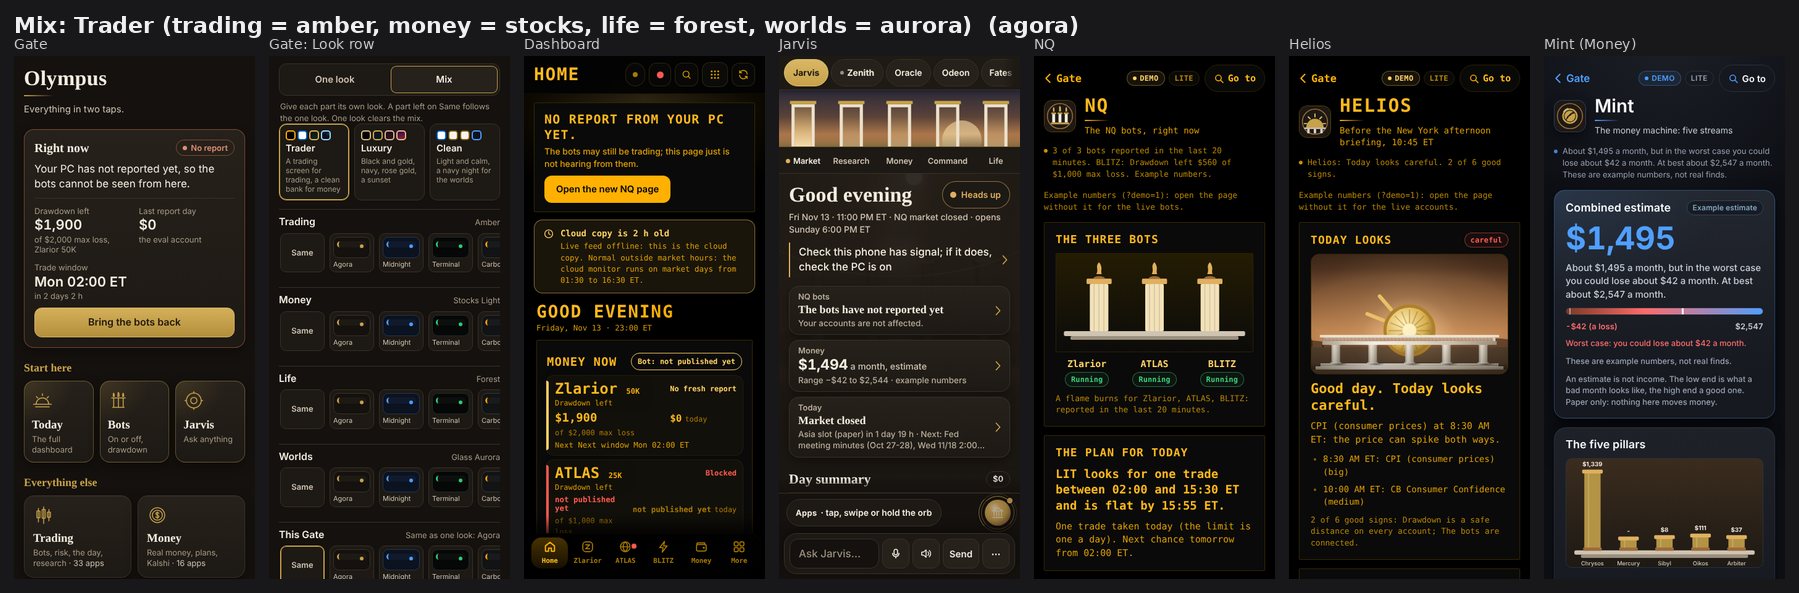 Mix: Trader (trading = amber, money = stocks, life = forest, worlds = aurora)  (agora)
Gate
Olympus
Everything in two taps.
Right now
No report
Your PC has not reported yet, so the
bots cannot be seen from here.
Drawdown left
Last report day
$1,900
$0
of $2,000 max loss,
Zlarior 50K
the eval account
Trade window
Mon 02:00 ET
in 2 days 2 h
Bring the bots back
Start here
Today
The full
dashboard
Bots
On or off,
drawdown
Jarvis
Ask anything
Everything else
Trading
Bots, risk, the day,
research · 33 apps
Money
Real money, plans,
Kalshi · 16 apps
Gate: Look row
One look
Mix
Give each part its own look. A part left on Same follows
the one look. One look clears the mix.
Trader
A trading
screen for
trading, a clean
bank for money
Luxury
Black and gold,
navy, rose gold,
a sunset
Clean
Light and calm,
a navy night for
the worlds
Trading
Amber
Same
Agora
Midnight
Terminal
Carbo
Money
Stocks Light
Same
Agora
Midnight
Terminal
Carbo
Life
Forest
Same
Agora
Midnight
Terminal
Carbo
Worlds
Glass Aurora
Same
Agora
Midnight
Terminal
Carbo
This Gate
Same as one look: Agora
Same
Agora
Midnight
Terminal
Carbo
Dashboard
HOME
NO REPORT FROM YOUR PC
YET.
The bots may still be trading; this page just is
not hearing from them.
Open the new NQ page
Cloud copy is 2 h old
Live feed offline: this is the cloud
copy. Normal outside market hours: the
cloud monitor runs on market days from
01:30 to 16:30 ET.
GOOD EVENING
Friday, Nov 13 · 23:00 ET
MONEY NOW
Bot: not published yet
Zlarior 50K
No fresh report
Drawdown left
$1,900
$0 today
of $2,000 max loss
Next Next window Mon 02:00 ET
ATLAS 25K
Blocked
Drawdown left
not published
yet
not published yet today
of $1,000 max
loss
Home
Zlarior
ATLAS
BLITZ
Money
More
Jarvis
Jarvis
Zenith
Oracle
Odeon
Fates
Market
Research
Money
Command
Life
Good evening
Heads up
Fri Nov 13 · 11:00 PM ET · NQ market closed · opens
Sunday 6:00 PM ET
Check this phone has signal; if it does,
check the PC is on
NQ bots
The bots have not reported yet
Your accounts are not affected.
Money
$1,494 a month, estimate
Range −$42 to $2,544 · example numbers
Today
Market closed
Asia slot (paper) in 1 day 19 h · Next: Fed
meeting minutes (Oct 27-28), Wed 11/18 2:00...
Day summary
$0
Apps · tap, swipe or hold the orb
Ask Jarvis...
Send
NQ
Gate
DEMO
LITE
Go to
NQ
The NQ bots, right now
3 of 3 bots reported in the last 20
minutes. BLITZ: Drawdown left $560 of
$1,000 max loss. Example numbers.
Example numbers (?demo=1): open the page
without it for the live bots.
THE THREE BOTS
Zlarior
ATLAS
BLITZ
Running
Running
Running
A flame burns for Zlarior, ATLAS, BLITZ:
reported in the last 20 minutes.
THE PLAN FOR TODAY
LIT looks for one trade
between 02:00 and 15:30 ET
and is flat by 15:55 ET.
One trade taken today (the limit is
one a day). Next chance tomorrow
from 02:00 ET.
Helios
Gate
DEMO
LITE
Go to
HELIOS
Before the New York afternoon
briefing, 10:45 ET
Helios: Today looks careful. 2 of 6 good
signs.
Example numbers (?demo=1): open the page
without it for the live accounts.
TODAY LOOKS
careful
Good day. Today looks
careful.
CPI (consumer prices) at 8:30 AM
ET: the price can spike both ways.
8:30 AM ET: CPI (consumer prices)
(big)
10:00 AM ET: CB Consumer Confidence
(medium)
2 of 6 good signs: Drawdown is a safe
distance on every account; The bots are
connected.
Mint (Money)
Gate
DEMO
LITE
Go to
Mint
The money machine: five streams
About $1,495 a month, but in the worst case you could
lose about $42 a month. At best about $2,547 a month.
These are example numbers, not real finds.
Combined estimate
Example estimate
$1,495
About $1,495 a month, but in the worst case
you could lose about $42 a month. At best
about $2,547 a month.
-$42 (a loss)
$2,547
Worst case: you could lose about $42 a month.
These are example numbers, not real finds.
An estimate is not income. The low end is what a
bad month looks like, the high end a good one.
Paper only: nothing here moves money.
The five pillars
$1,339
-
$8
$111
$37
Chrysos
Mercury
Sibyl
Oikos
Arbiter